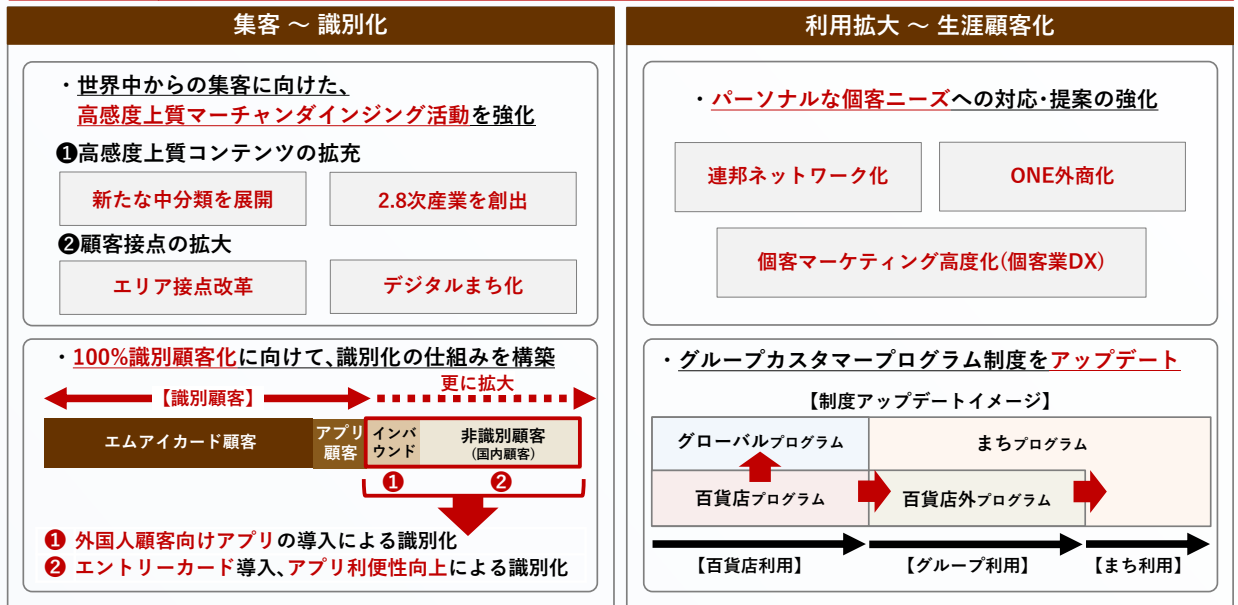 集客 ～ 識別化
・世界中からの集客に向けた、
高感度上質マーチャンダインジング活動を強化
❶高感度上質コンテンツの拡充
新たな中分類を展開
2.8次産業を創出
❷顧客接点の拡大
エリア接点改革
デジタルまち化
・100%識別顧客化に向けて、識別化の仕組みを構築
更に拡大
【識別顧客】
エムアイカード顧客
アプリ
顧客
インバ
ウンド
非識別顧客
(国内顧客)
❶
❷
❶ 外国人顧客向けアプリの導入による識別化
❷ エントリーカード導入、アプリ利便性向上による識別化
利用拡大 ～ 生涯顧客化
・パーソナルな個客ニーズへの対応・提案の強化
連邦ネットワーク化
ONE外商化
個客マーケティング高度化(個客業DX)
・グループカスタマープログラム制度をアップデート
【制度アップデートイメージ】
グローバルプログラム
まちプログラム
百貨店プログラム
百貨店外プログラム
【百貨店利用】
【グループ利用】
【まち利用】